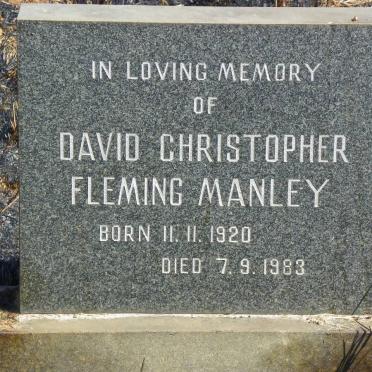 IN LOVING MEMORY
OF
DAVID CHRISTOPHER
FLEMING MANLEY
BORN 11.11.1920
DIED 7.9.1983